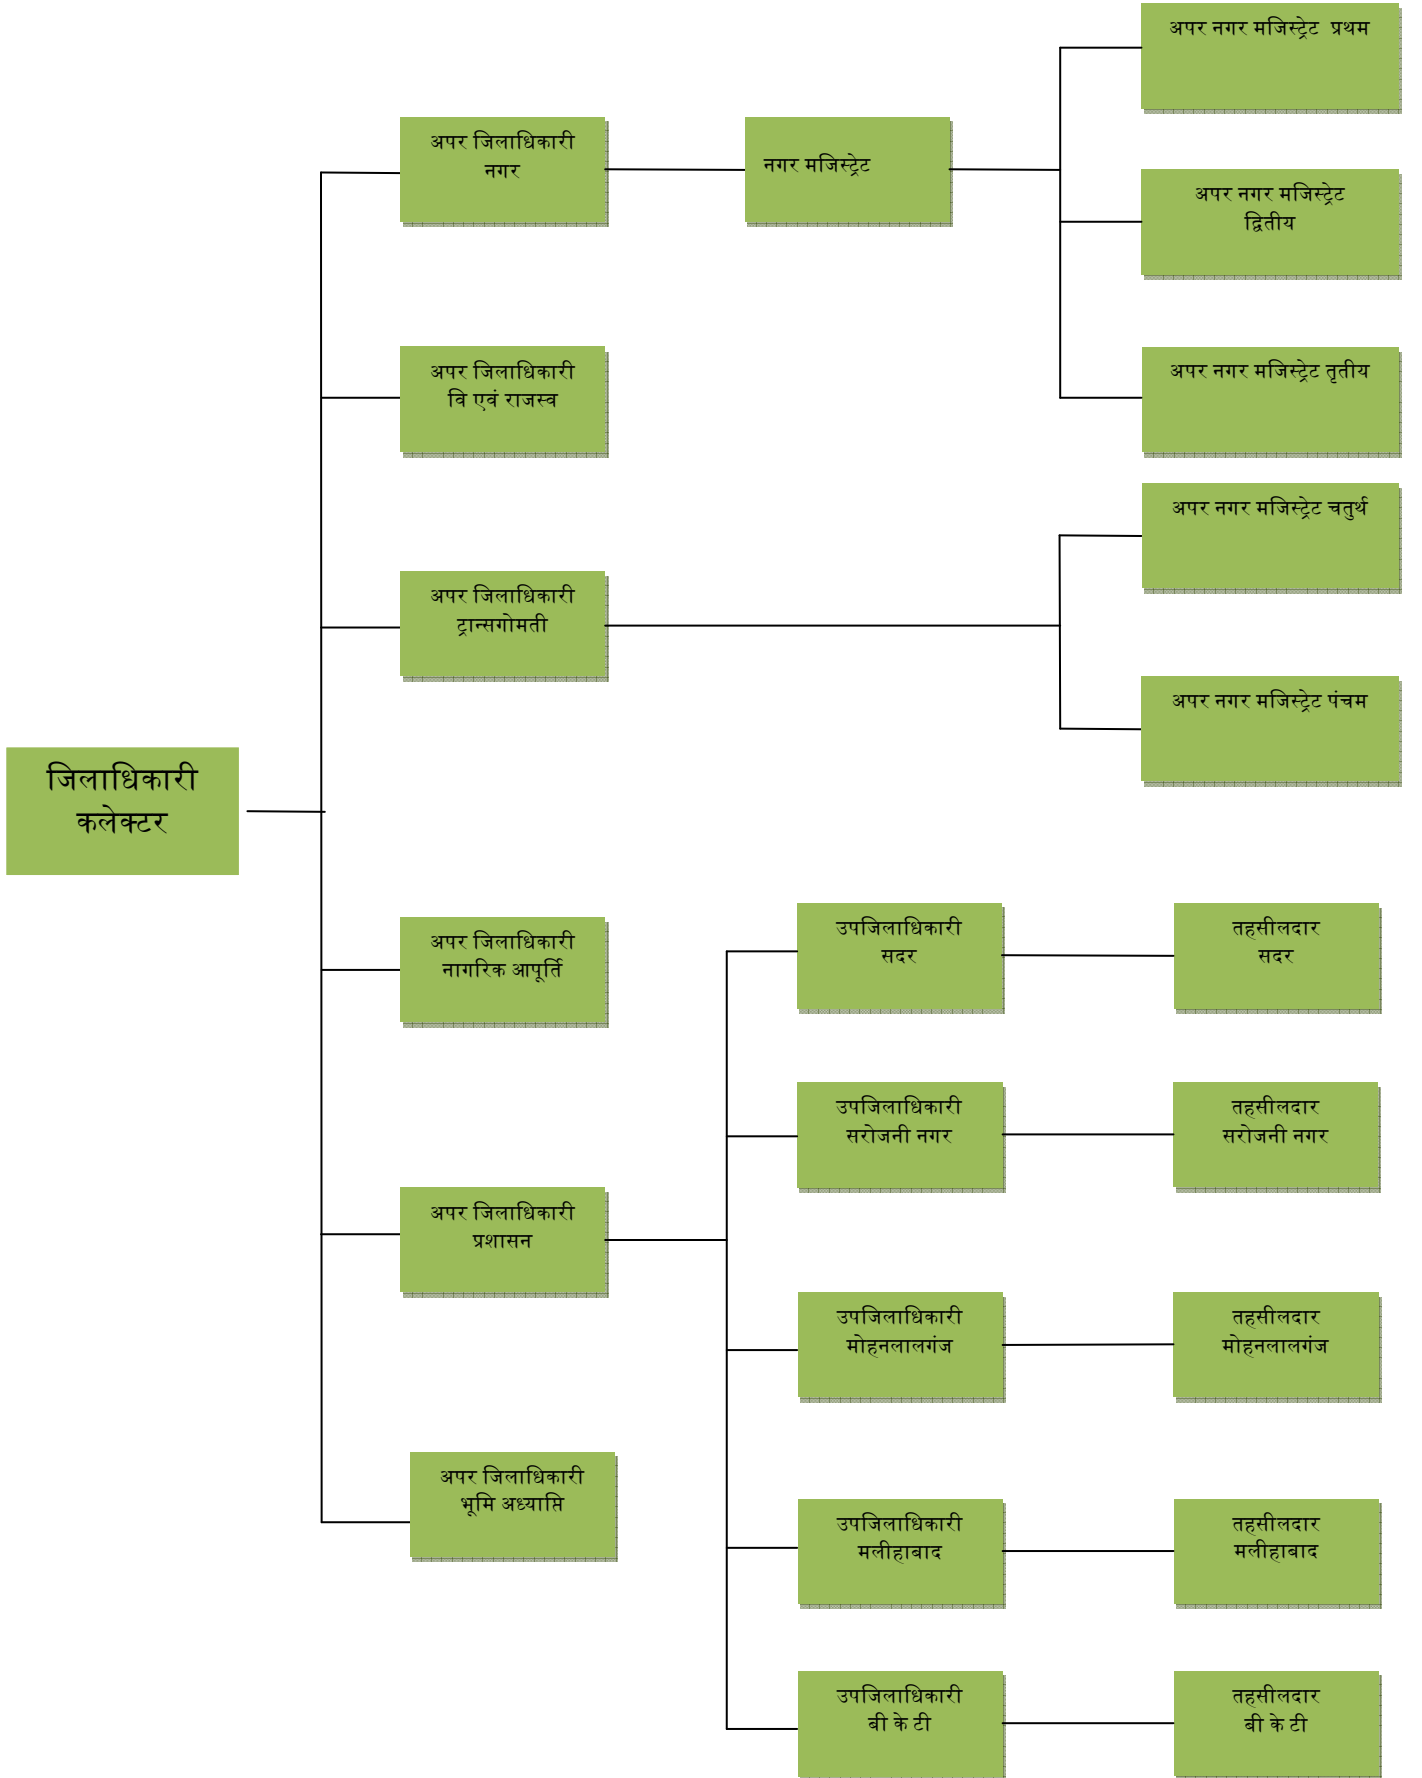 अपर नगर मजिस्ट्रेट प्रथम
अपर जिलाधिकारी
नगर
नगर मजिस्ट्रेट
अपर नगर मजिस्ट्रेट
द्वितीय
अपर जिलाधिकारी
वि एवं राजस्व
अपर नगर मजिस्ट्रेट तृतीय
अपर नगर मजिस्ट्रेट चतुर्थ
अपर जिलाधिकारी
ट्रान्सगोमती
अपर नगर मजिस्ट्रेट पंचम
जिलाधिकारी
कलेक्टर
अपर जिलाधिकारी
नागरिक आपूर्ति
उपजिलाधिकारी
सदर
तहसीलदार
सदर
उपजिलाधिकारी
सरोजनी नगर
तहसीलदार
सरोजनी नगर
अपर जिलाधिकारी
प्रशासन
उपजिलाधिकारी
मोहनलालगंज
तहसीलदार
मोहनलालगंज
अपर जिलाधिकारी
भूमि अध्याप्ति
उपजिलाधिकारी
मलीहाबाद
तहसीलदार
मलीहाबाद
उपजिलाधिकारी
बी के टी
तहसीलदार
बी के टी